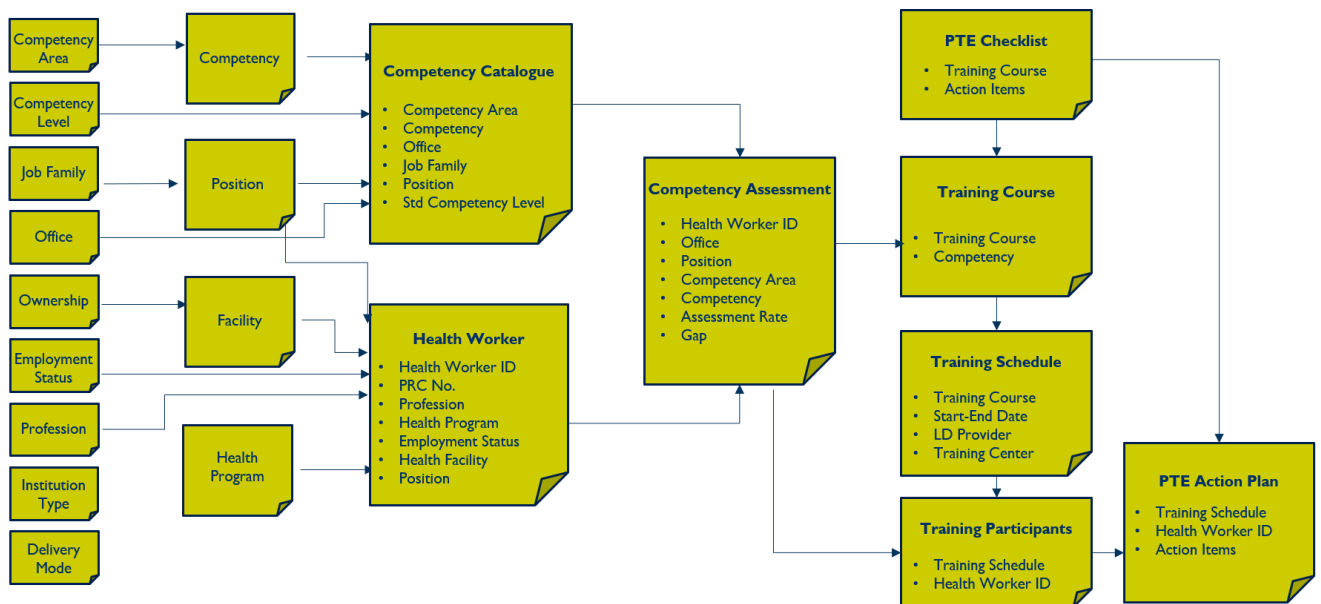 Competency
Area
Competency
Level
Job Family
Office
Ownership
Employment
Status
Profession
Institution
Type
Delivery
Mode
Competency
Position
Facility
Health
Program
Competency Catalogue
• Competency Area
• Competency
• Office
• Job Family
• Position
• Std Competency Level
Health Worker
• Health Worker ID
• PRC No.
• Profession
• Health Program
• Employment Status
• Health Facility
• Position
Competency Assessment
• Health Worker ID
• Office
• Position
• Competency Area
• Competency
• Assessment Rate
• Gap
PTE Checklist
• Training Course
• Action Items
Training Course
• Training Course
• Competency
Training Schedule
• Training Course
• Start-End Date
• LD Provider
• Training Center
Training Participants
• Training Schedule
• Health Worker ID
PTE Action Plan
• Training Schedule
• Health Worker ID
• Action Items